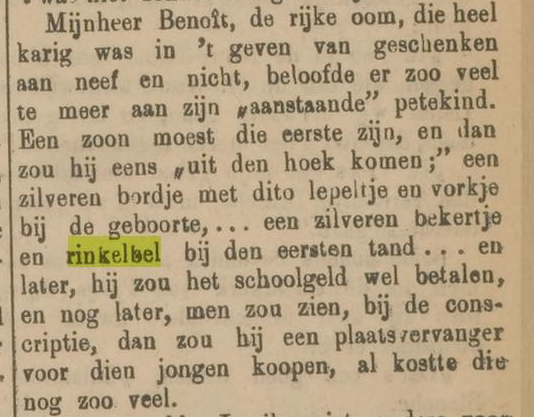 Mijnheer Benoît, de rijke oom, die heel
karig was in 't geven van geschenken
aan neef en nicht, beloofde er zoo veel
te meer aan zijn „aanstaande” petekind.
Een zoon moest die eerste zijn, en dan
zou hij eens „uit den hoek komen;” een
zilveren bordje met dito lepeltje en vorkje
bij de geboorte,... een zilveren bekertje
en rinkelbel bij den eersten tand ... en
later, hij zou het schoolgeld wel betalen,
en nog later, men zou zien, bij de cons-
criptie, dan zou hij een plaatsvervanger
voor dien jongen koopen, al kostte die
nog zoo veel.